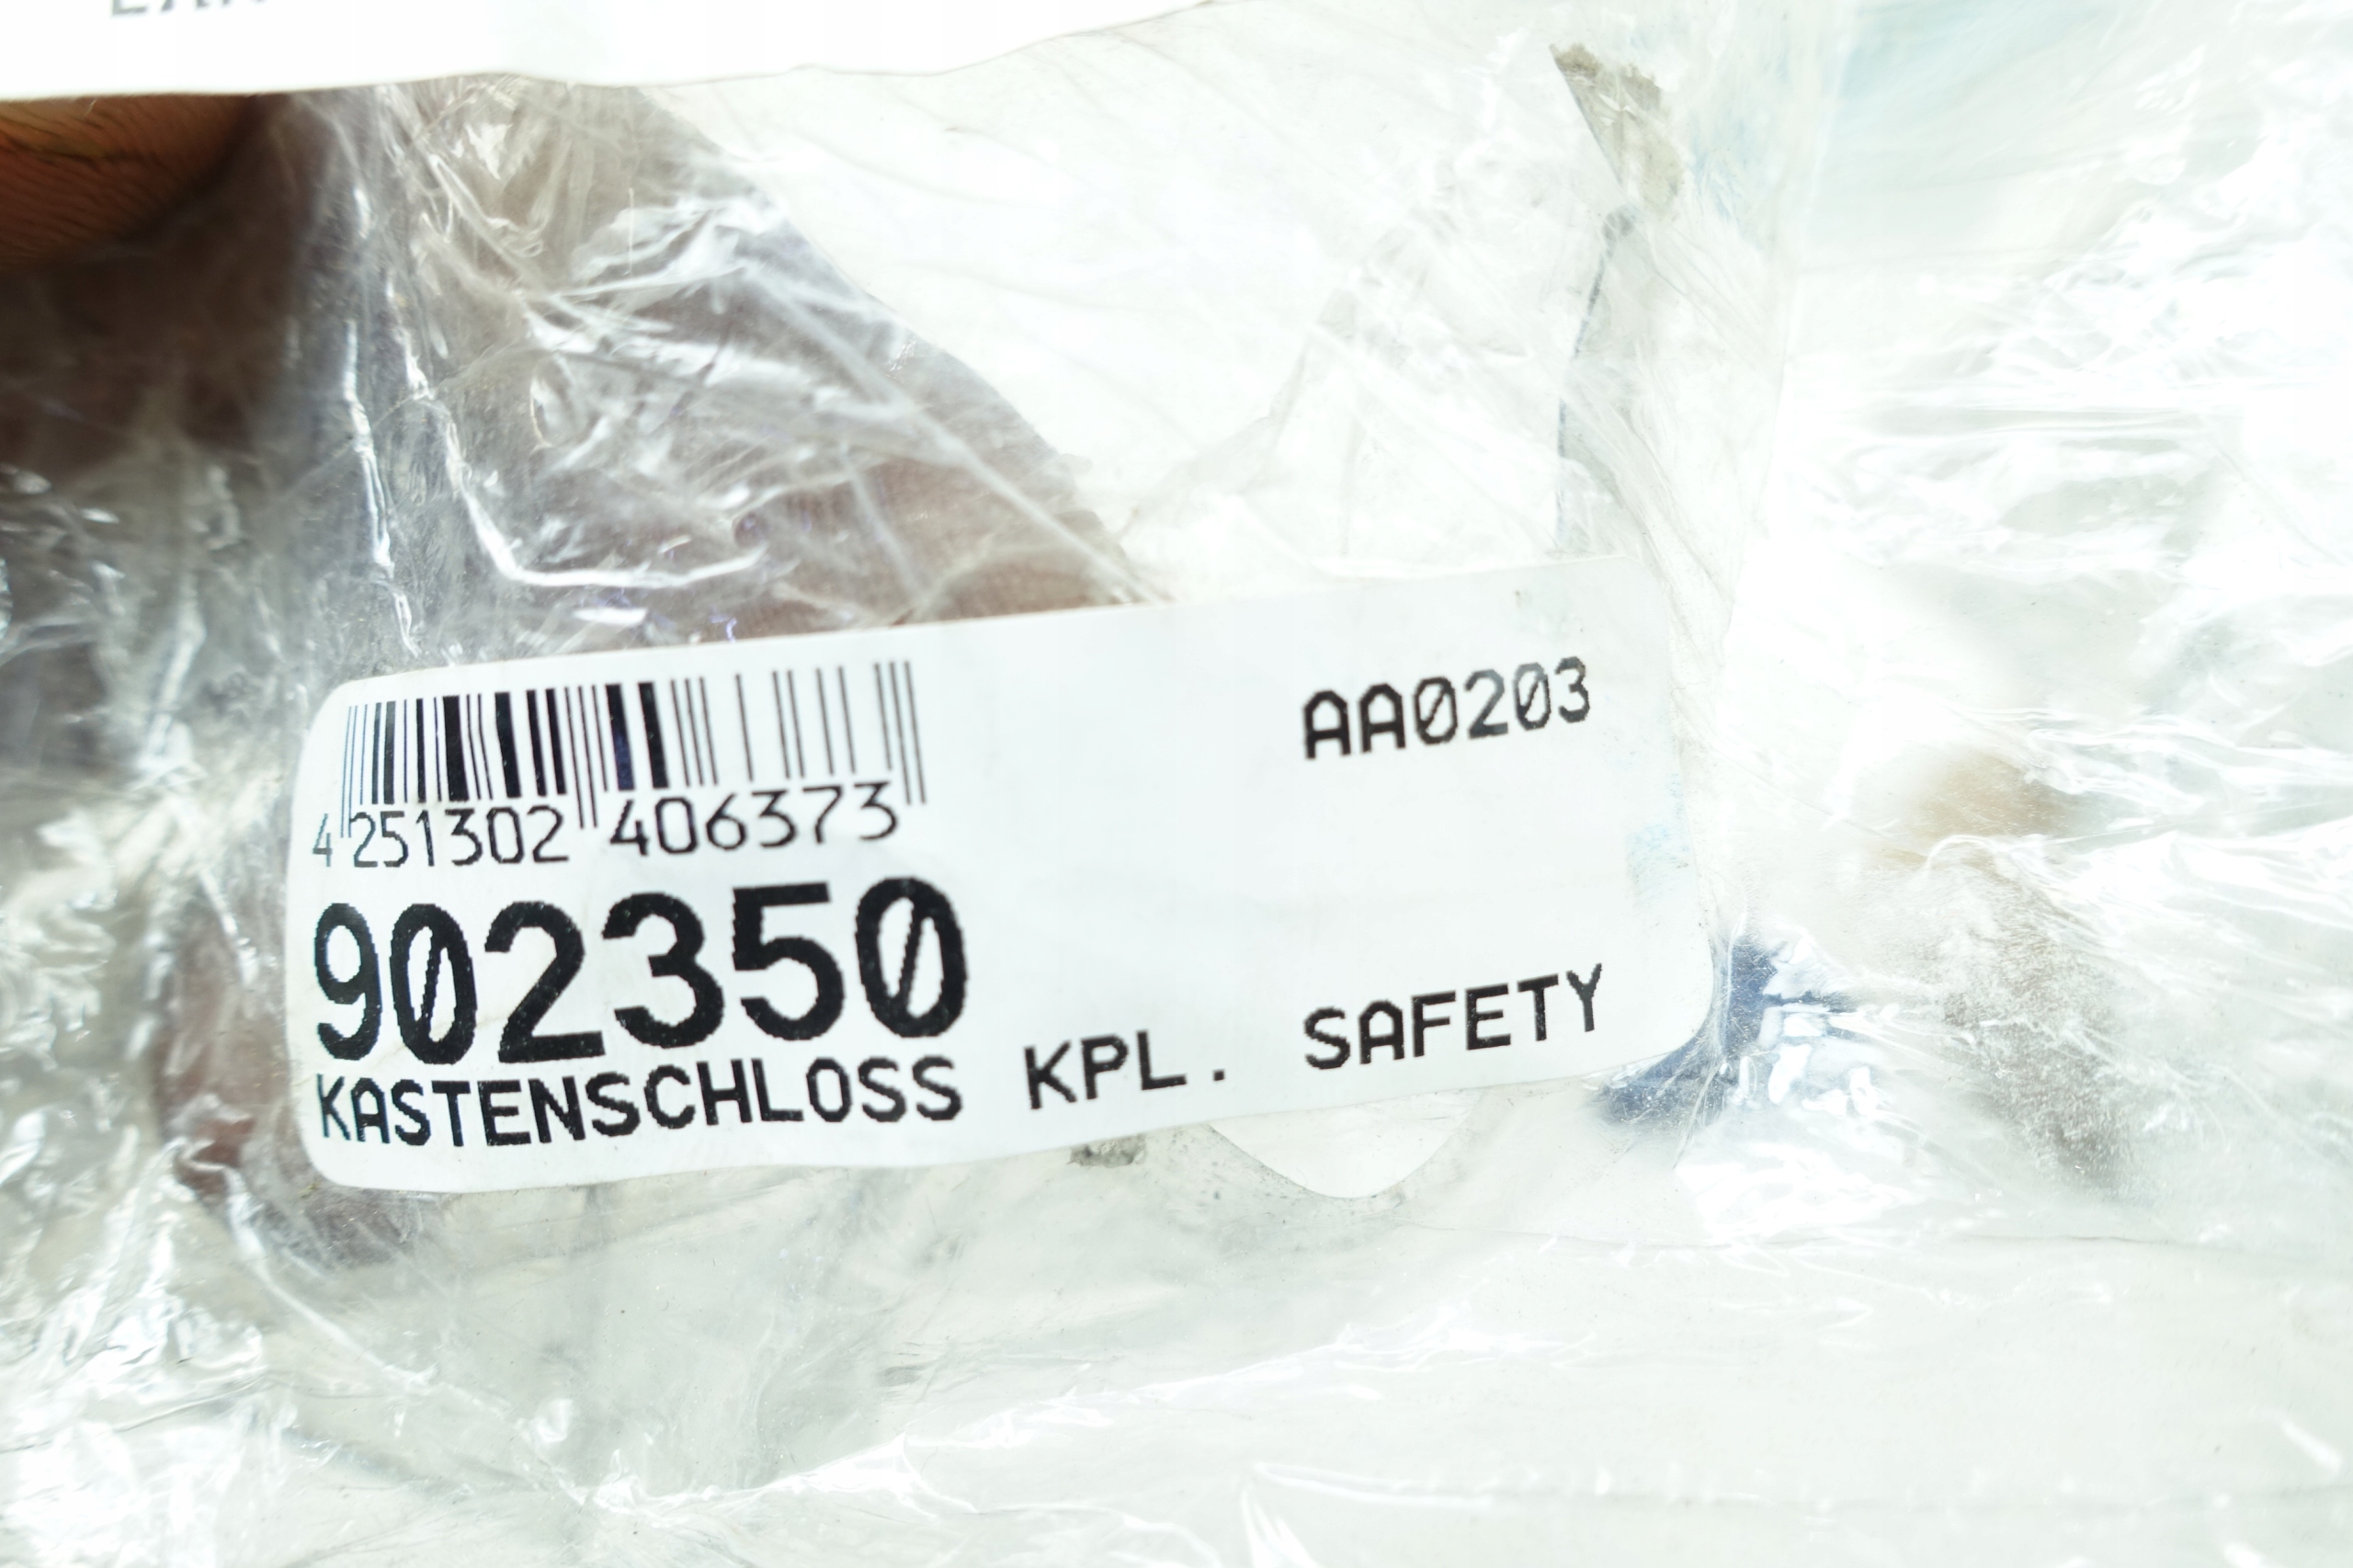 AA0203
4 251302 406373
902350
KASTENSCHLOSS KPL. SAFETY